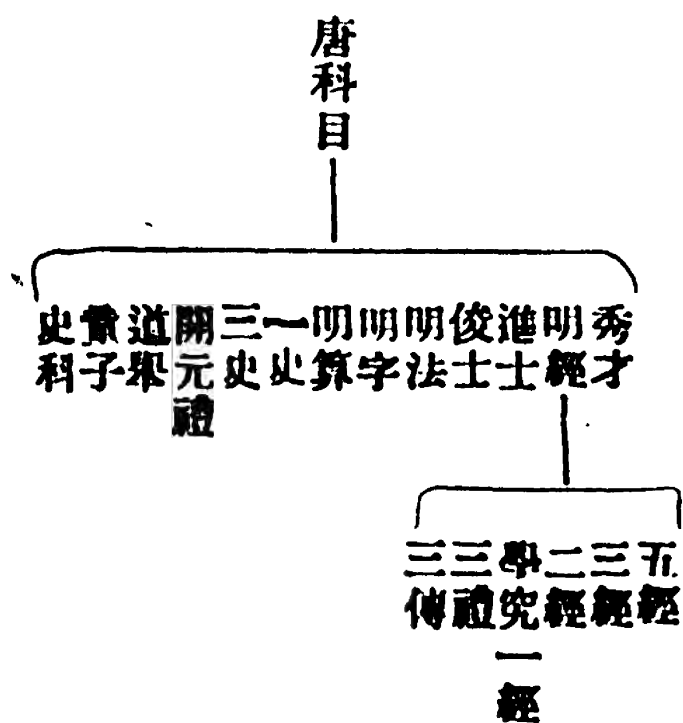 唐科目
秀才
明經
進士
俊士
明法
明字
明算
一史
三史
開元禮
道舉
童子
史科
五經
三經
二經
學究一經
三禮
三傳